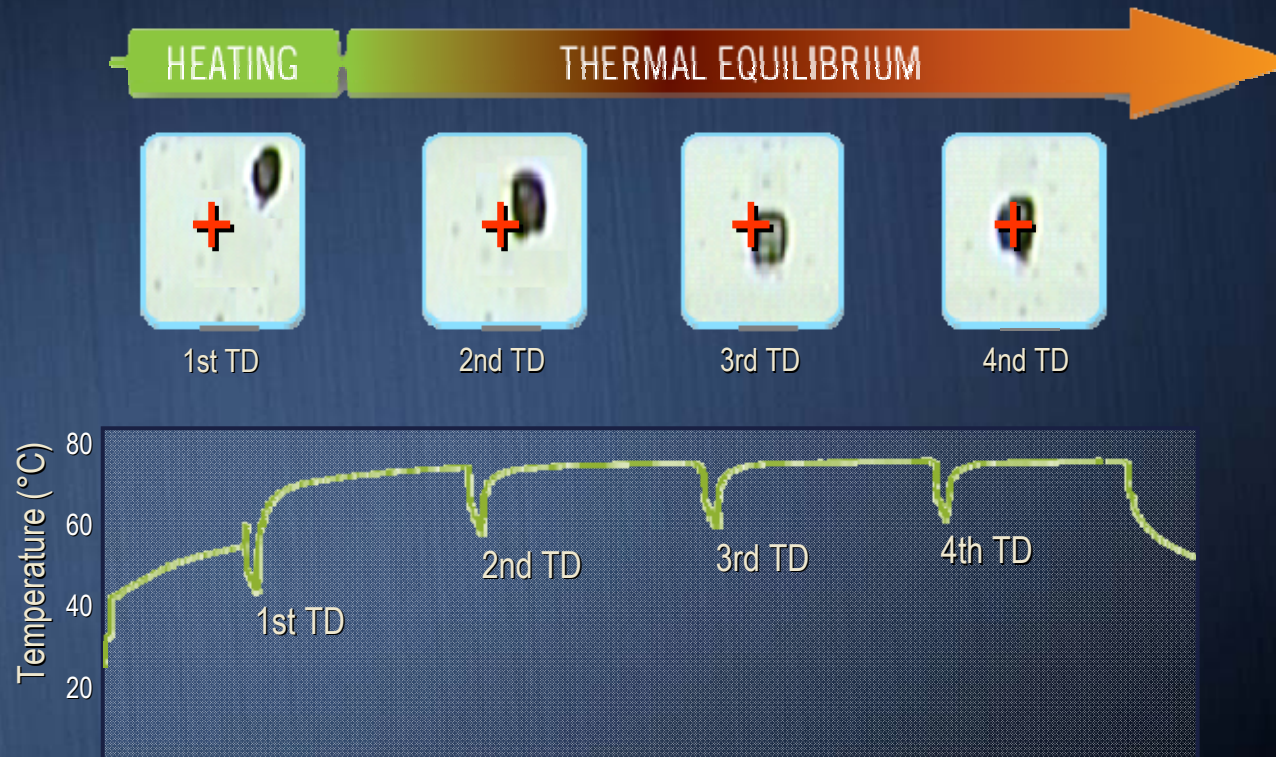 HEATING
THERMAL EQUILIBRIUM
1st TD
2nd TD
3rd TD
4nd TD
Temperature (°C)
80
60
40
20
1st TD
2nd TD
3rd TD
4th TD